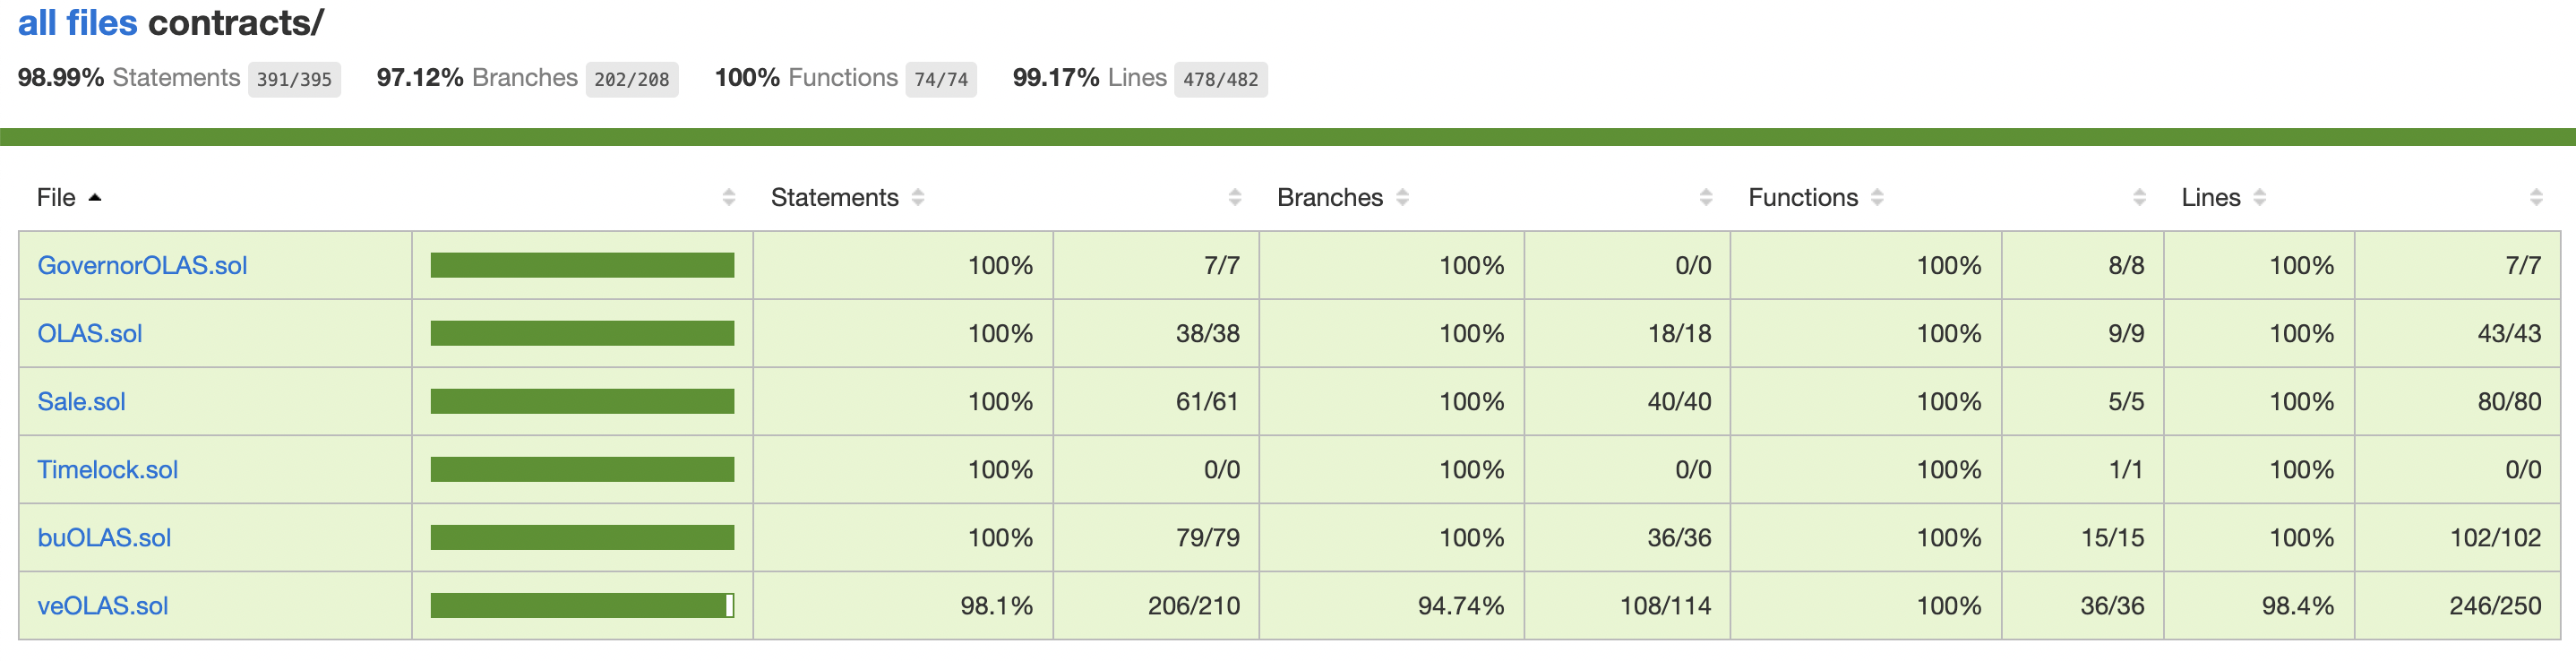 all files contracts/
98.99% Statements 391/395 97.12% Branches 202/208 100% Functions 74/74 99.17% Lines 478/482
File Statements Branches Functions Lines
GovernorOLAS.sol 100% 7/7 100% 0/0 100% 8/8 100% 7/7
OLAS.sol 100% 38/38 100% 18/18 100% 9/9 100% 43/43
Sale.sol 100% 61/61 100% 40/40 100% 5/5 100% 80/80
Timelock.sol 100% 0/0 100% 0/0 100% 1/1 100% 0/0
buOLAS.sol 100% 79/79 100% 36/36 100% 15/15 100% 102/102
veOLAS.sol 98.1% 206/210 94.74% 108/114 100% 36/36 98.4% 246/250